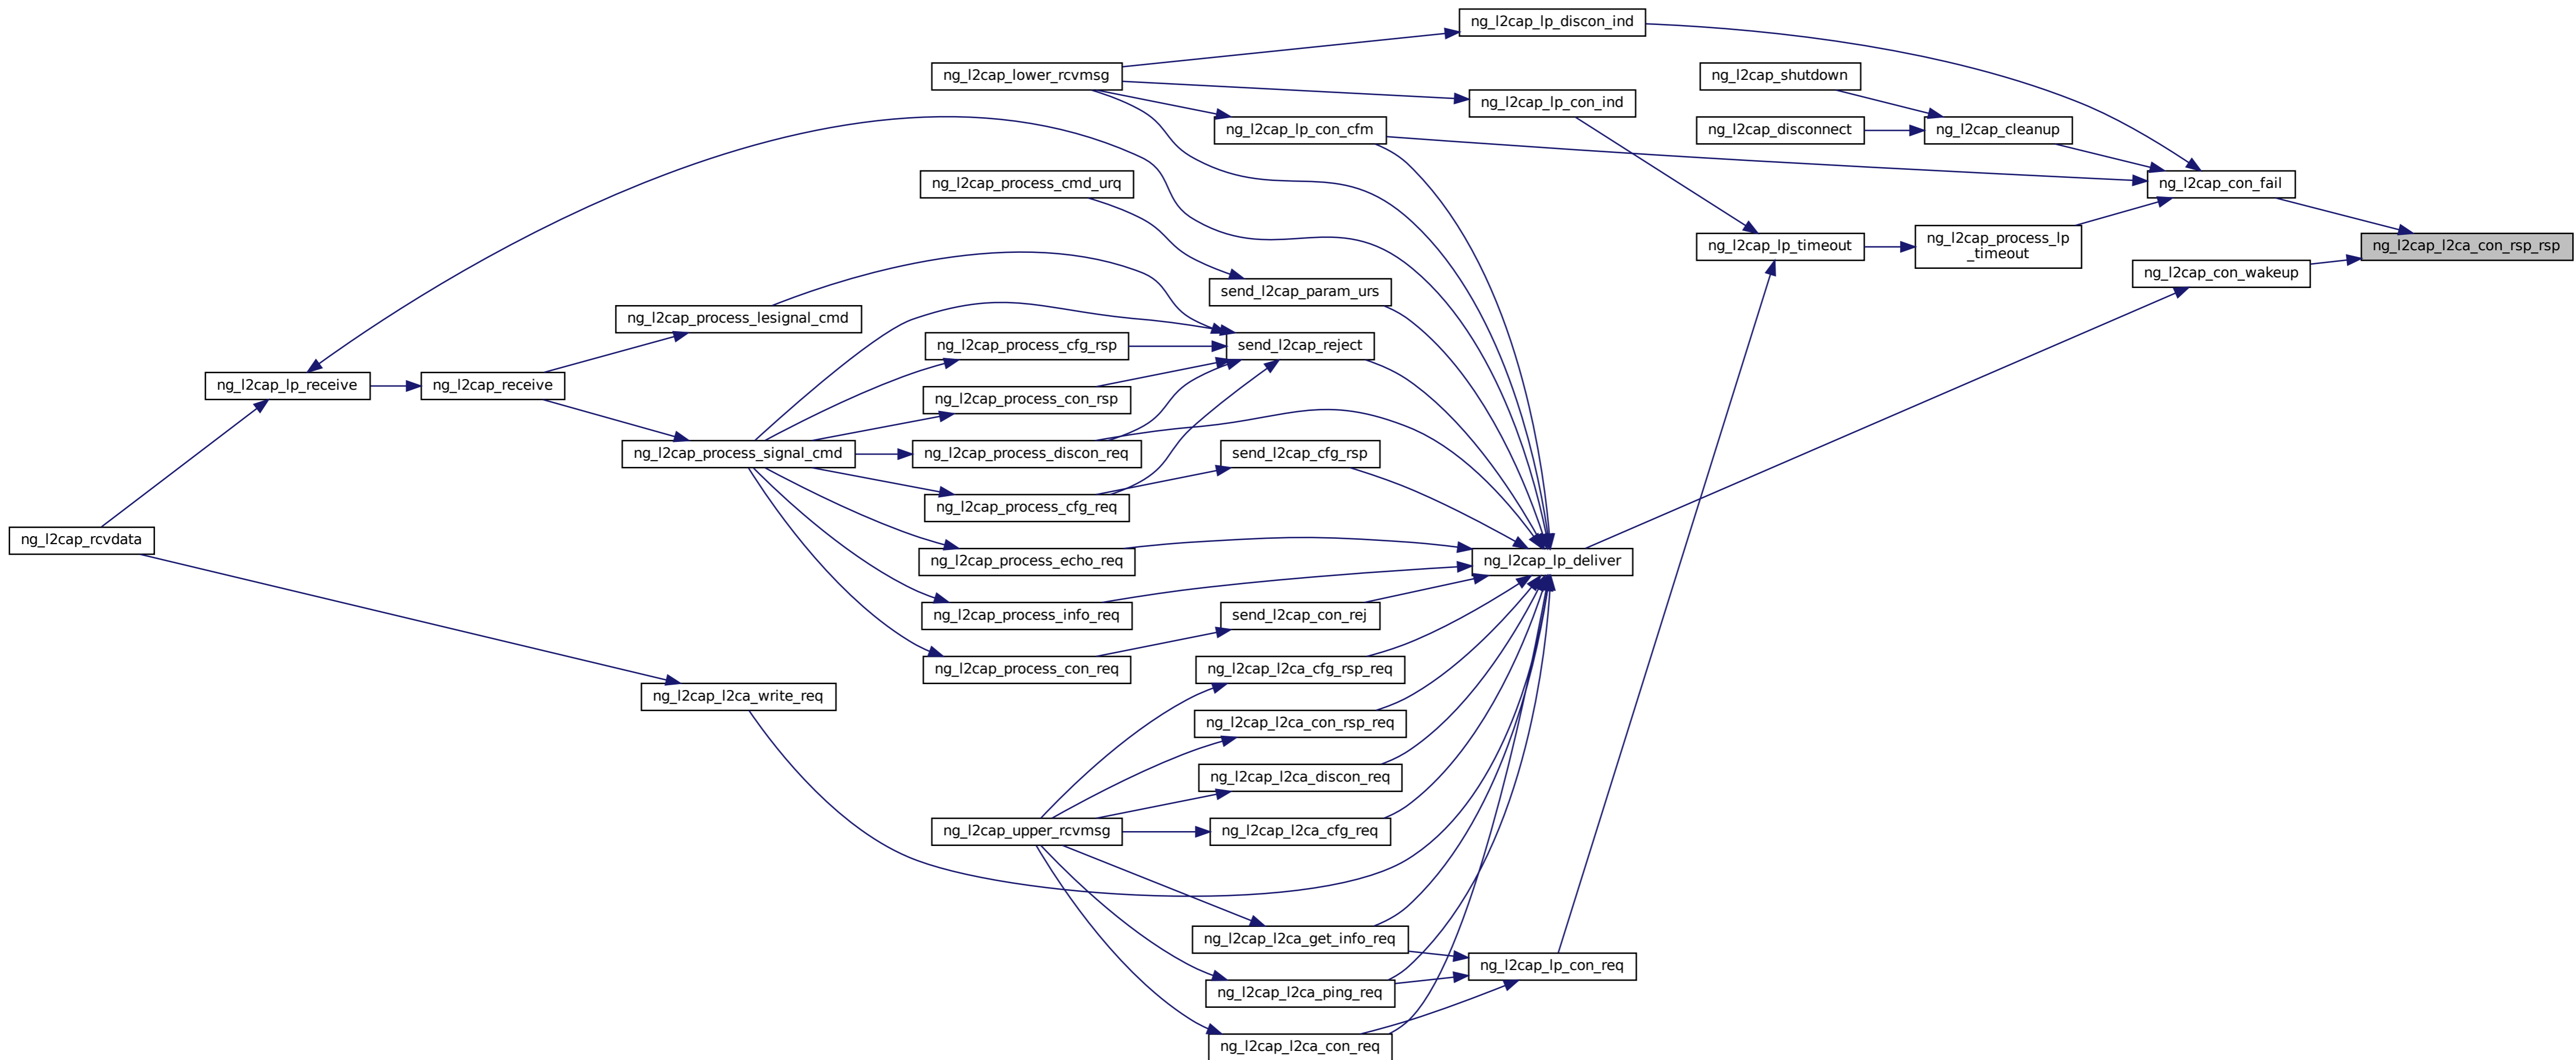 ng_l2cap_lp_discon_ind
ng_l2cap_lower_rcvmsg
ng_l2cap_shutdown
ng_l2cap_lp_con_ind
ng_l2cap_lp_con_cfm
ng_l2cap_disconnect
ng_l2cap_cleanup
ng_l2cap_process_cmd_urq
ng_l2cap_con_fail
ng_l2cap_lp_timeout
ng_l2cap_process_lp
_timeout
ng_l2cap_l2ca_con_rsp_rsp
ng_l2cap_con_wakeup
send_l2cap_param_urs
ng_l2cap_process_lesignal_cmd
ng_l2cap_process_cfg_rsp
send_l2cap_reject
ng_l2cap_lp_receive
ng_l2cap_receive
ng_l2cap_process_con_rsp
ng_l2cap_process_signal_cmd
ng_l2cap_process_discon_req
send_l2cap_cfg_rsp
ng_l2cap_process_cfg_req
ng_l2cap_rcvdata
ng_l2cap_process_echo_req
ng_l2cap_lp_deliver
ng_l2cap_process_info_req
send_l2cap_con_rej
ng_l2cap_process_con_req
ng_l2cap_l2ca_cfg_rsp_req
ng_l2cap_l2ca_write_req
ng_l2cap_l2ca_con_rsp_req
ng_l2cap_l2ca_discon_req
ng_l2cap_upper_rcvmsg
ng_l2cap_l2ca_cfg_req
ng_l2cap_l2ca_get_info_req
ng_l2cap_lp_con_req
ng_l2cap_l2ca_ping_req
ng_l2cap_l2ca_con_req